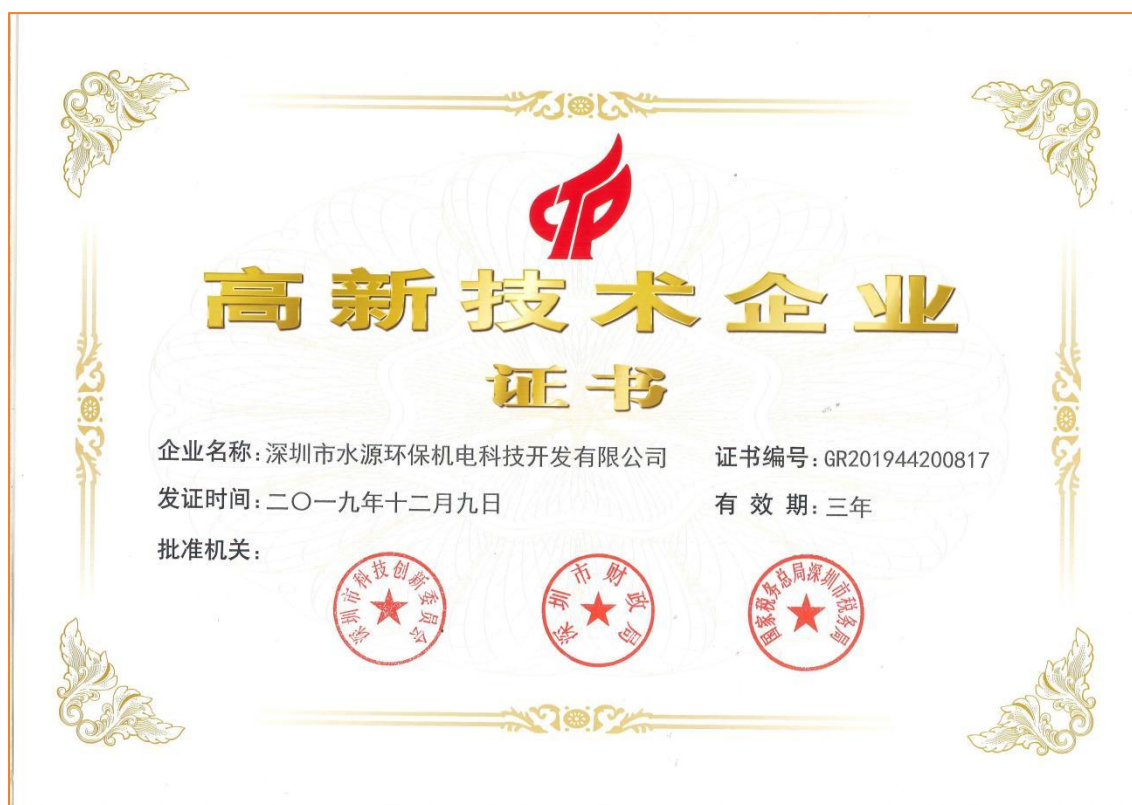 高新技术企业
证书
企业名称：深圳市水源环保机电科技开发有限公司 证书编号：GR201944200817
发证时间：二〇一九年十二月九日 有效期：三年
批准机关：
深圳市科技创新委员会
深圳市财政局
国家税务总局深圳市税务局